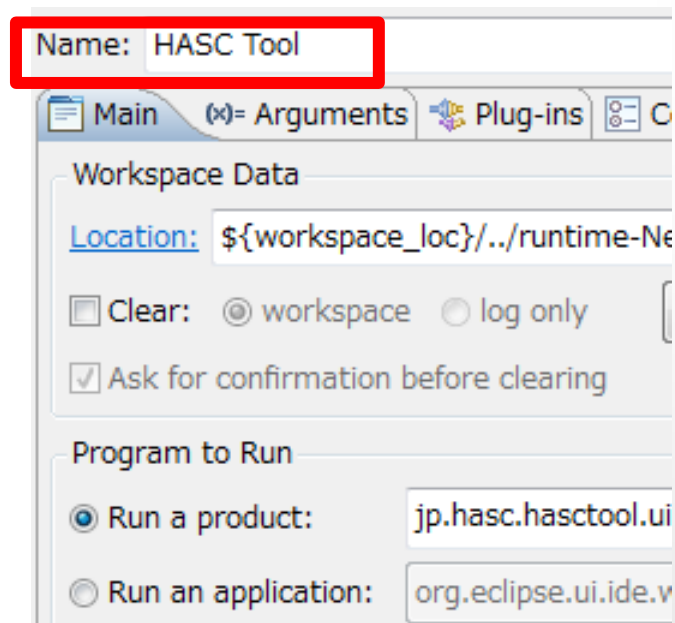 Name: HASC Tool
Main (x)= Arguments Plug-ins
Workspace Data
Location: ${workspace_loc}/../runtime-Ne
Clear: workspace log only
Ask for confirmation before clearing
Program to Run
Run a product: jp.hasc.hasctool.ui
Run an application: org.eclipse.ui.ide.w